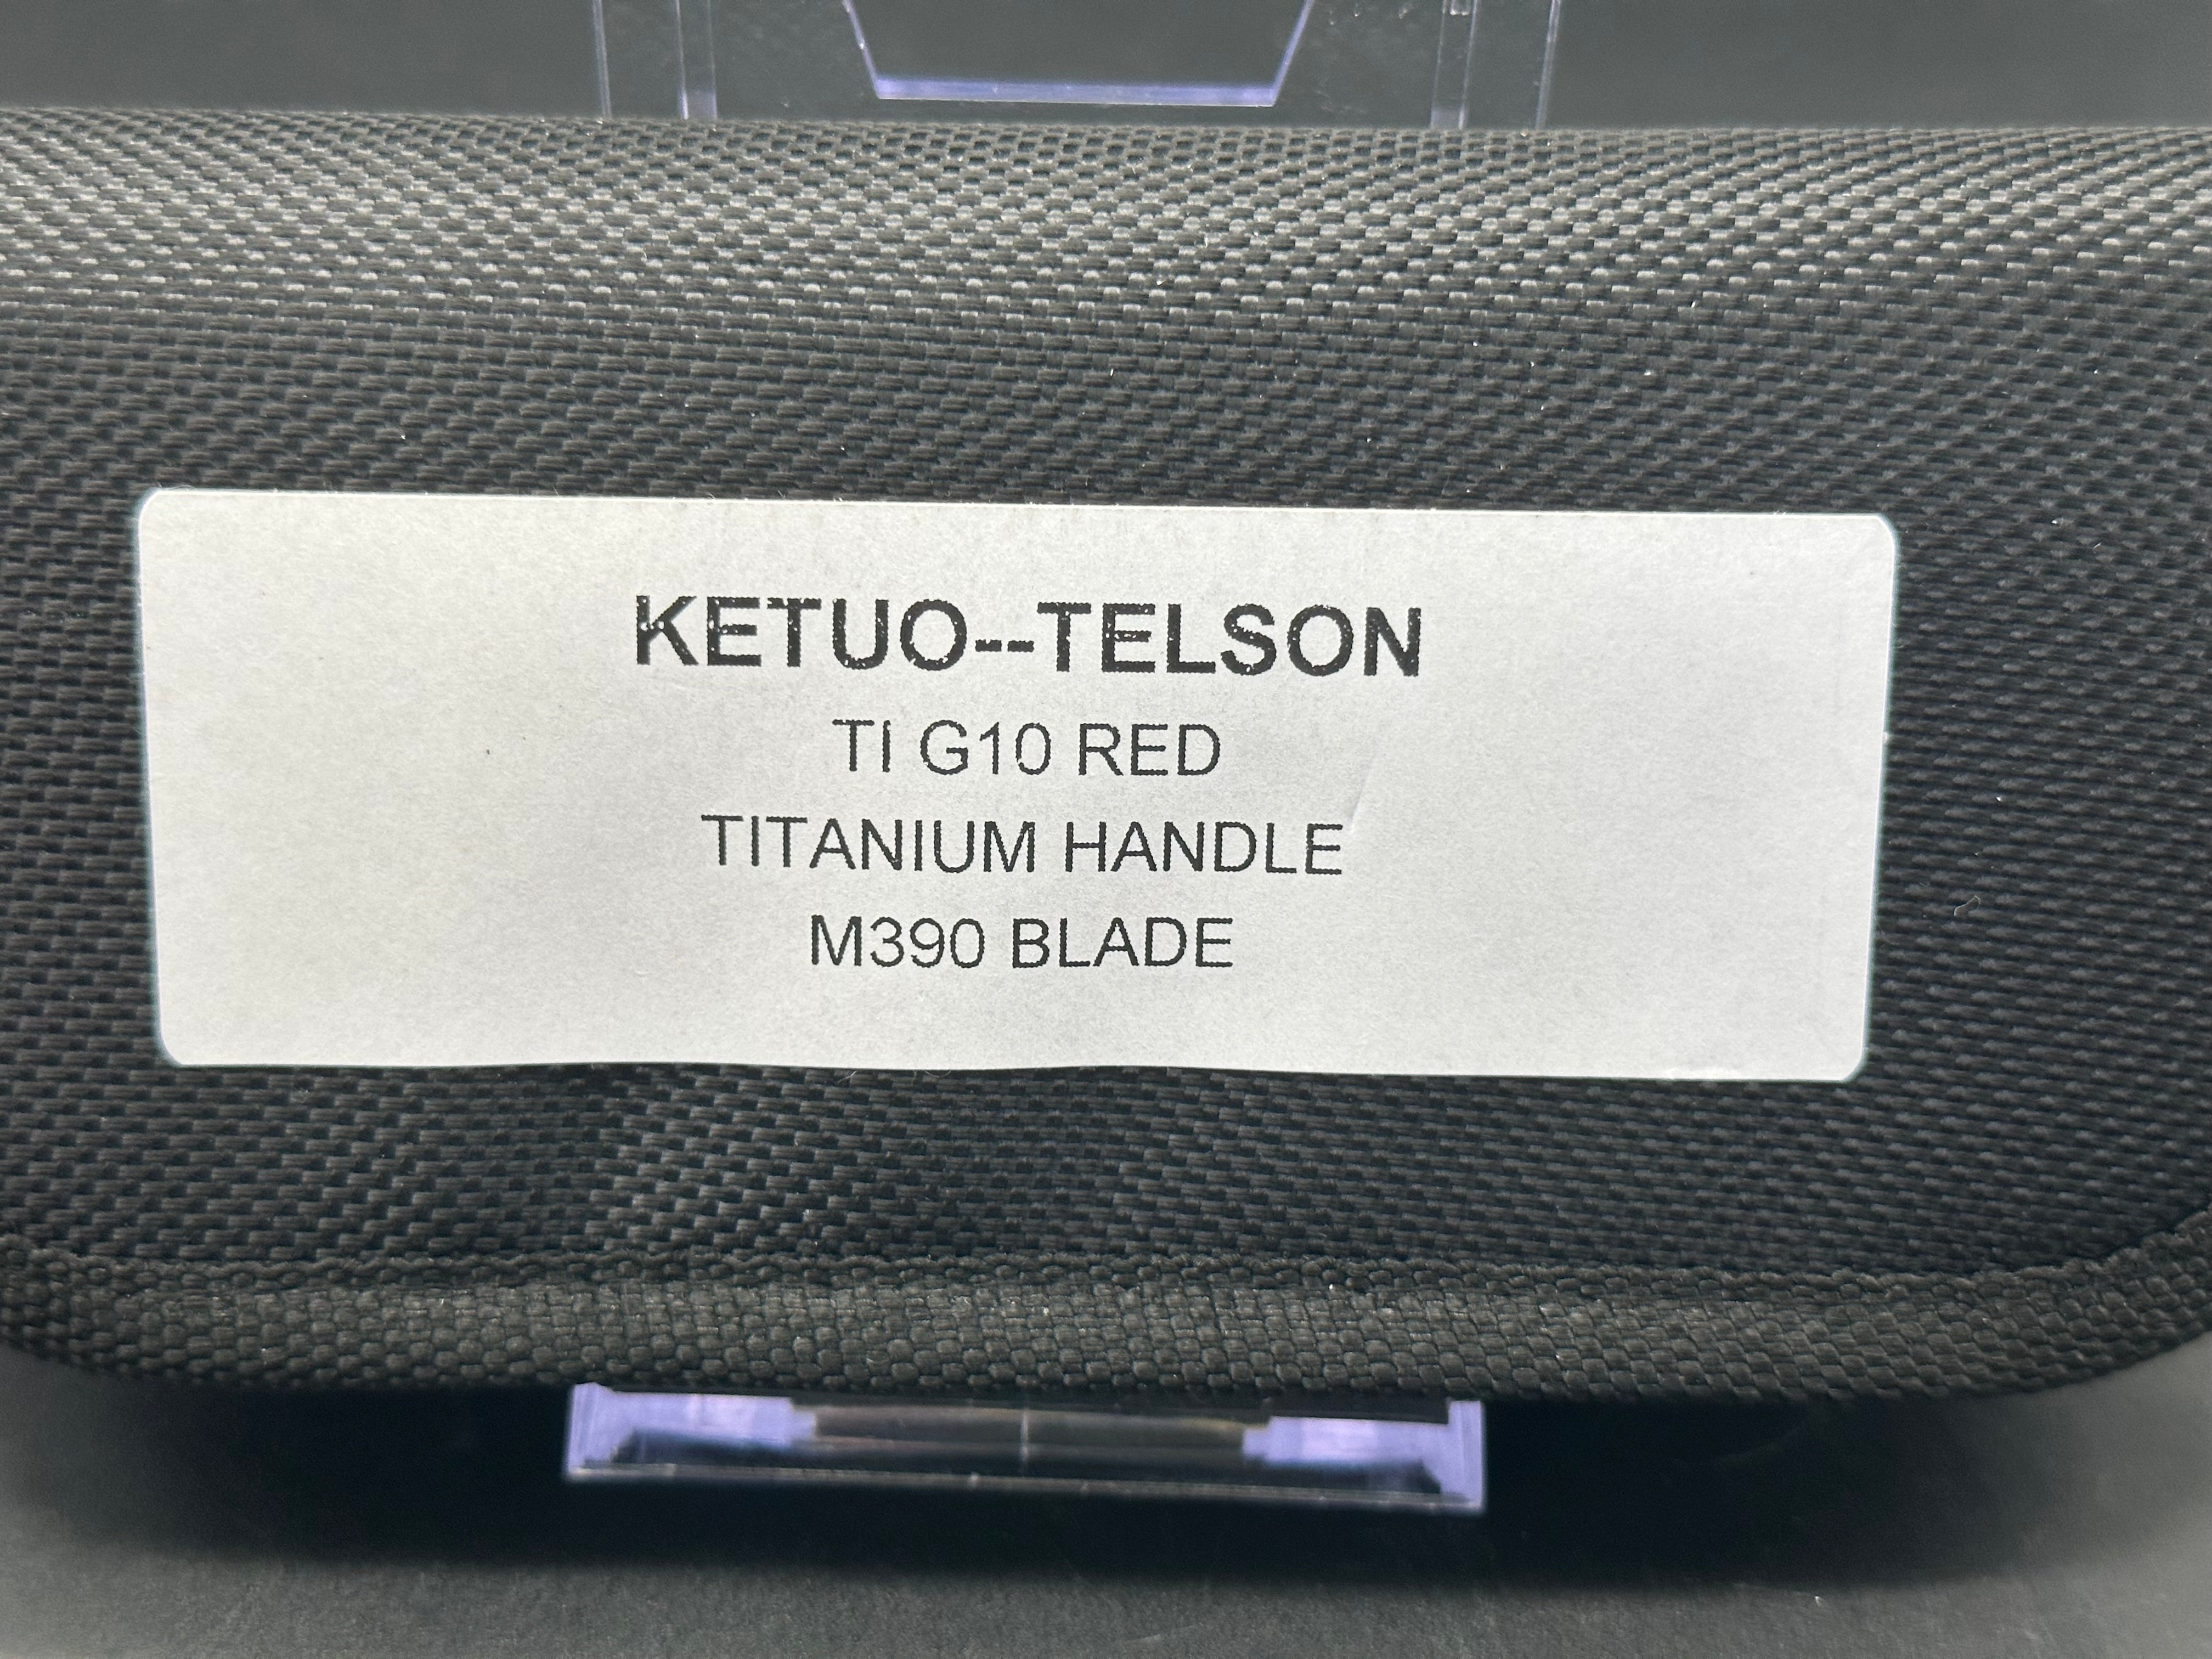 KETUO--TELSON
TI G10 RED
TITANIUM HANDLE
M390 BLADE